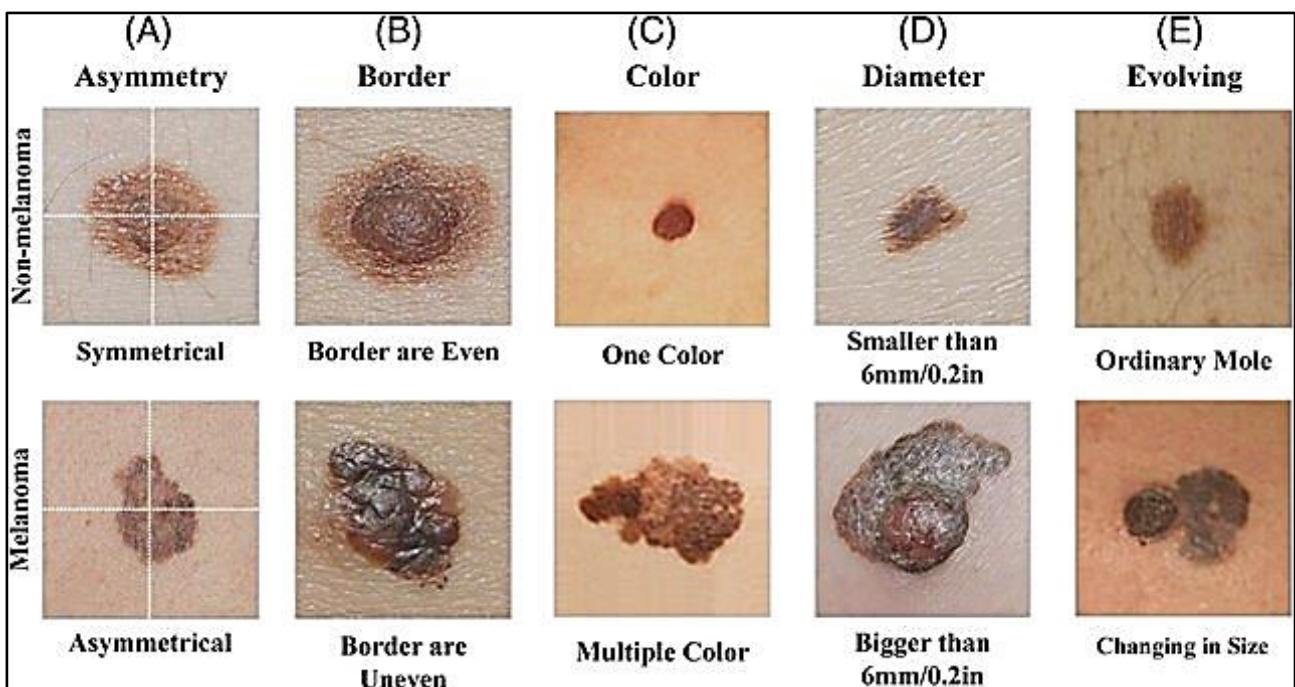 (A) (B) (C) (D) (E)
Asymmetry Border Color Diameter Evolving
Non-melanoma
Symmetrical Border are Even One Color Smaller than 6mm/0.2in Ordinary Mole
Melanoma
Asymmetrical Border are Uneven Multiple Color Bigger than 6mm/0.2in Changing in Size